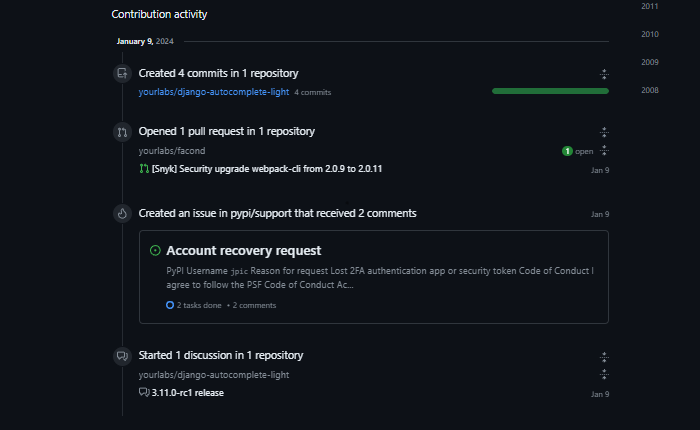 Contribution activity
2011
January 9, 2024
2010
2009
2008
Created 4 commits in 1 repository
yourlabs/django-autocomplete-light 4 commits
Opened 1 pull request in 1 repository
yourlabs/facond 1 open
[Snyk] Security upgrade webpack-cli from 2.0.9 to 2.0.11 Jan 9
Created an issue in pypi/support that received 2 comments Jan 9
Account recovery request
PyPI Username jpic Reason for request Lost 2FA authentication app or security token Code of Conduct I
agree to follow the PSF Code of Conduct Ac...
2 tasks done • 2 comments
Started 1 discussion in 1 repository
yourlabs/django-autocomplete-light
3.11.0-rc1 release Jan 9